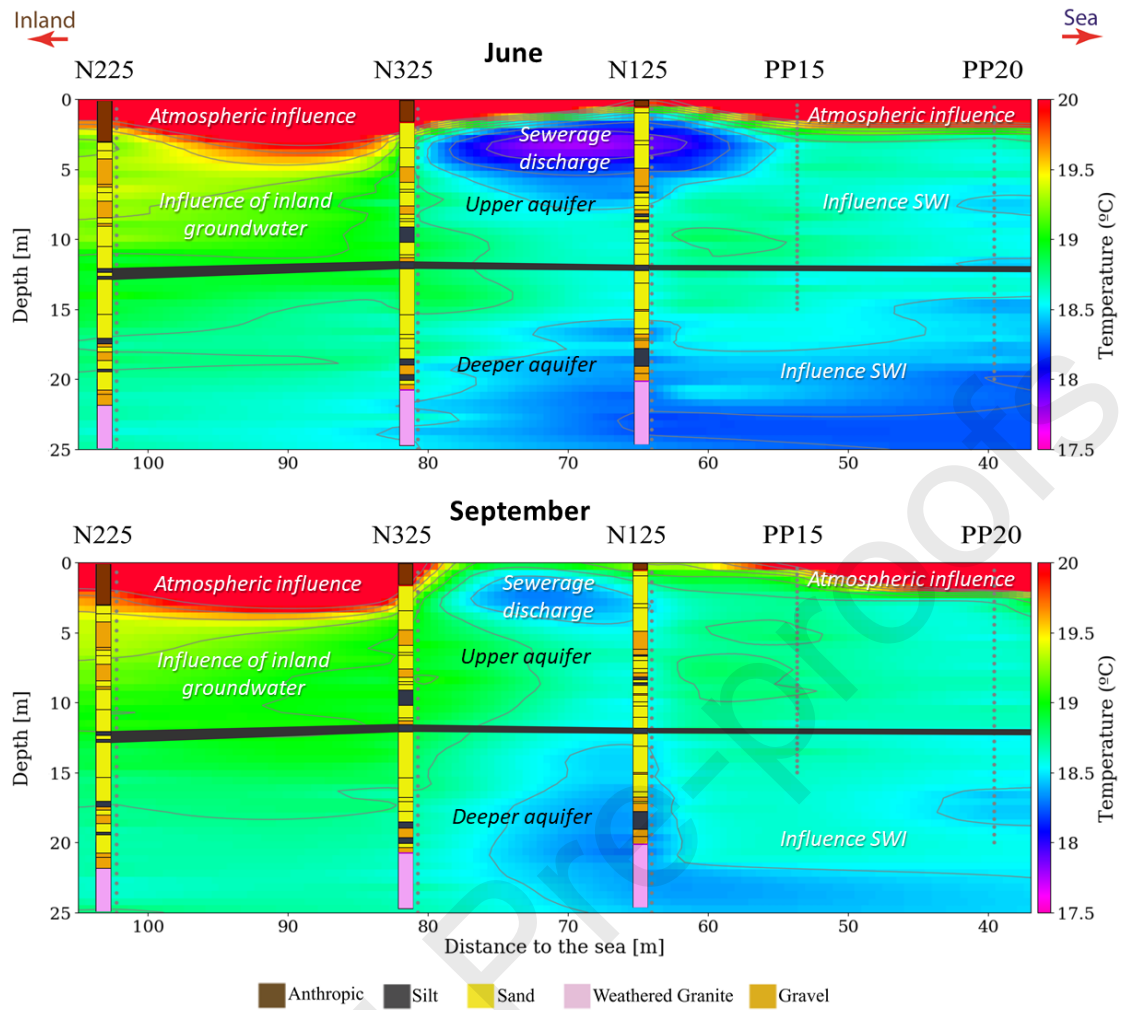 Inland
Sea
June
N225 N325 N125 PP15 PP20
Atmospheric influence
Atmospheric influence
Sewerage
discharge
Influence of inland
groundwater
Upper aquifer
Influence SWI
Deeper aquifer
Influence SWI
Depth [m]
0
5
10
15
20
25
100 90 80 70 60 50 40
Temperature (ºC)
20
19.5
19
18.5
18
17.5
September
N225 N325 N125 PP15 PP20
Atmospheric influence
Sewerage
discharge
Atmospheric influence
Influence of inland
groundwater
Upper aquifer
Deeper aquifer
Influence SWI
Depth [m]
0
5
10
15
20
25
100 90 80 70 60 50 40
Distance to the sea [m]
Temperature (ºC)
20
19.5
19
18.5
18
17.5
Anthropic Silt Sand Weathered Granite Gravel
Pre-proofs